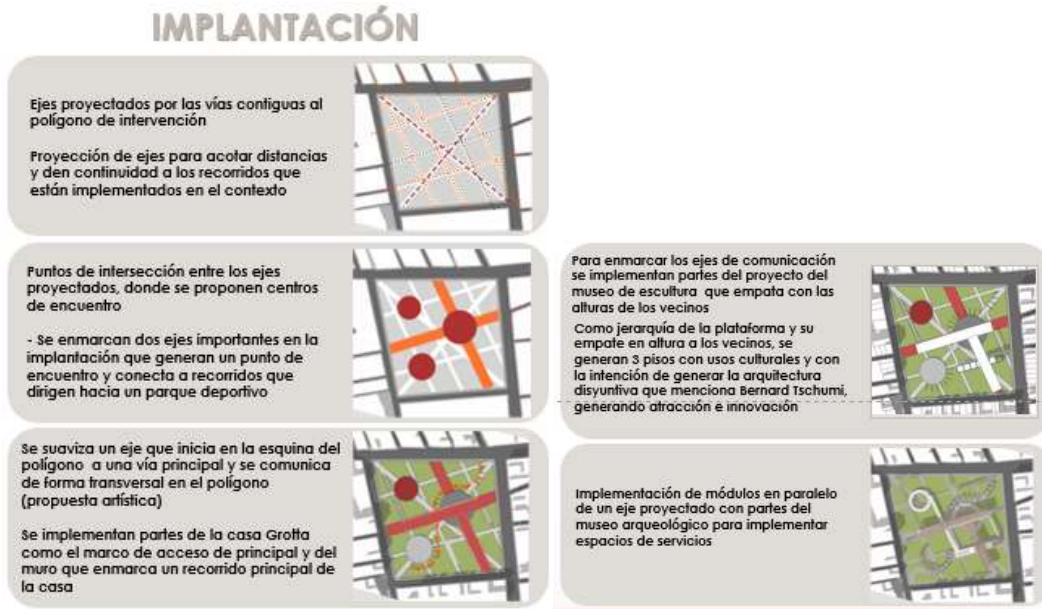 IMPLANTACIÓN
Ejes proyectados por las vías contiguas al
polígono de intervención
Proyección de ejes para acotar distancias
y den continuidad a los recorridos que
están implementados en el contexto
Puntos de intersección entre los ejes
proyectados, donde se proponen centros
de encuentro
- Se enmarcan dos ejes importantes en la
implantación que generan un punto de
encuentro y conecta a recorridos que
dirigen hacia un parque deportivo
Se suaviza un eje que inicia en la esquina del
polígono a una vía principal y se comunica
de forma transversal en el polígono
(propuesta artística)
Se implementan partes de la casa Grotta
como el marco de acceso de principal y del
muro que enmarca un recorrido principal de
la casa
Para enmarcar los ejes de comunicación
se implementan partes del proyecto del
museo de escultura que empata con las
alturas de los vecinos
Como jerarquía de la plataforma y su
empate en altura a los vecinos, se
generan 3 pisos con usos culturales y con
la intención de generar la arquitectura
disyuntiva que menciona Bernard Tschumi,
generando atracción e innovación
Implementación de módulos en paralelo
de un eje proyectado con partes del
museo arqueológico para implementar
espacios de servicios